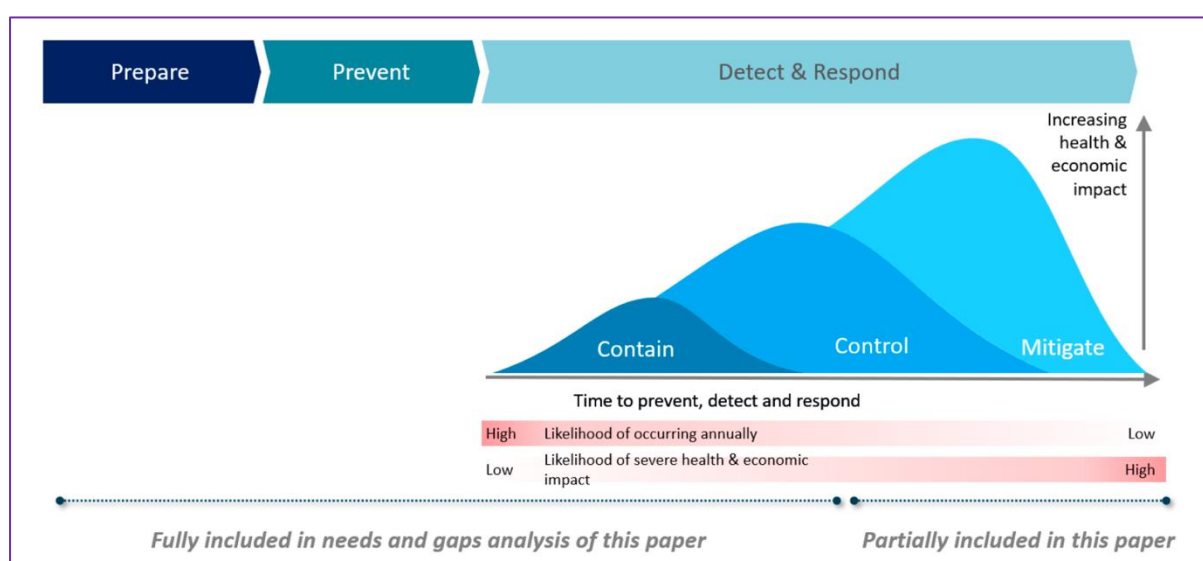 Prepare
Prevent
Detect & Respond
Increasing
health &
economic
impact
Contain
Control
Mitigate
Time to prevent, detect and respond
High Likelihood of occurring annually Low
Low Likelihood of severe health & economic
impact
High
Fully included in needs and gaps analysis of this paper
Partially included in this paper